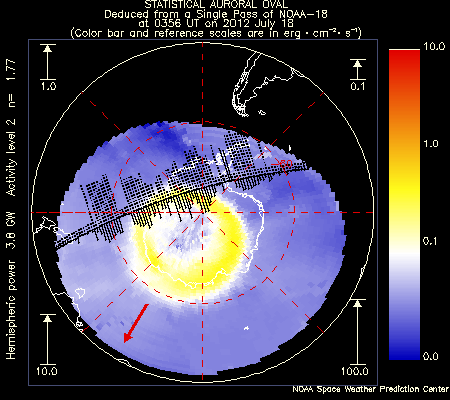 STATISTICAL AURORAL OVAL
Deduced from a Single Pass of NOAA-18
at 0356 UT on 2012 July 18
(Color bar and reference scales are in erg·cm⁻²·s⁻¹)
1.0
0.1
10.0
100.0
10.0
1.0
0.1
0.0
Hemispheric power 3.8 GW Activity level 2 n= 1.77
NOAA Space Weather Prediction Center